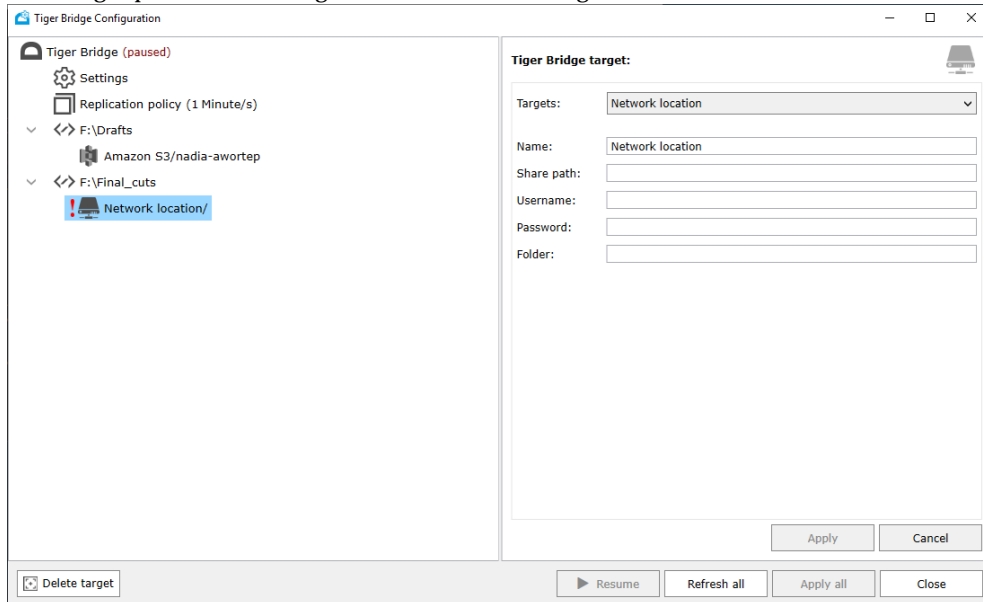 Tiger Bridge Configuration
Tiger Bridge (paused)
Settings
Replication policy (1 Minute/s)
F:\Drafts
Amazon S3/nadia-awortep
F:\Final_cuts
Network location/
Tiger Bridge target:
Targets: Network location
Name: Network location
Share path:
Username:
Password:
Folder:
Apply Cancel
Delete target Resume Refresh all Apply all Close